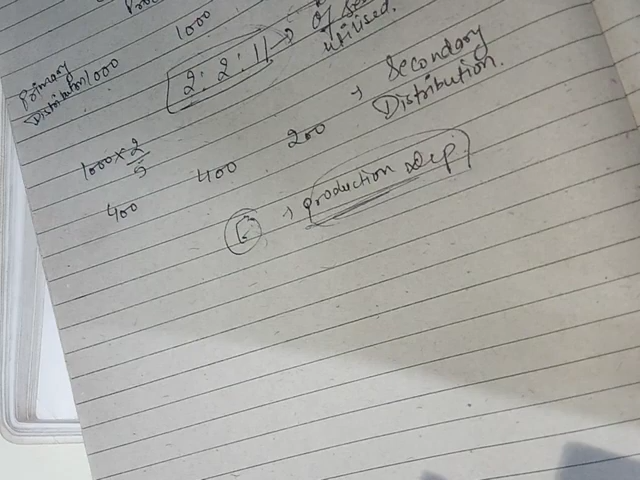 1000
Primary
Distribution 1000
2 : 2 : 1 → of
utilised.
1000 × 2/5
400
400
200 → Secondary
Distribution.
→ production Dep